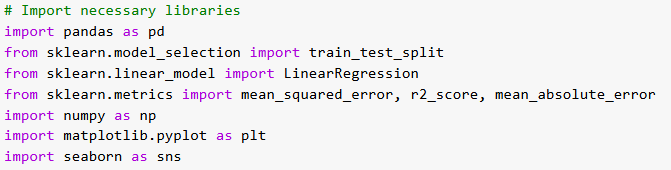 # Import necessary libraries
import pandas as pd
from sklearn.model_selection import train_test_split
from sklearn.linear_model import LinearRegression
from sklearn.metrics import mean_squared_error, r2_score, mean_absolute_error
import numpy as np
import matplotlib.pyplot as plt
import seaborn as sns